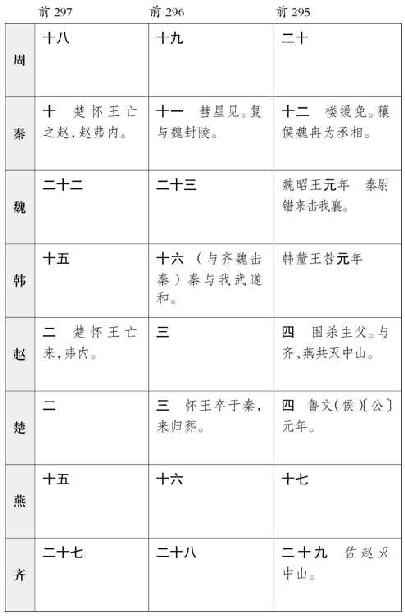 前297 前296 前295
周 十八 十九 二十
秦 十 楚怀王亡 十一 彗星见。复 十二 楼缓免。穰
之赵,赵弗内。 与魏封陵。 侯魏冉为丞相。
魏 二十二 二十三 魏昭王元年 秦尉
错来击我襄。
韩 十五 十六 (与齐魏击 韩釐王咎元年
秦)秦与我武遂
和。
赵 二 楚怀王亡 三 四 围杀主父。与
来,弗内。 齐、燕共灭中山。
楚 二 三 怀王卒于秦, 四 鲁文(侯)〔公〕
来归葬。 元年。
燕 十五 十六 十七
齐 二十七 二十八 二十九 佐赵灭
中山。